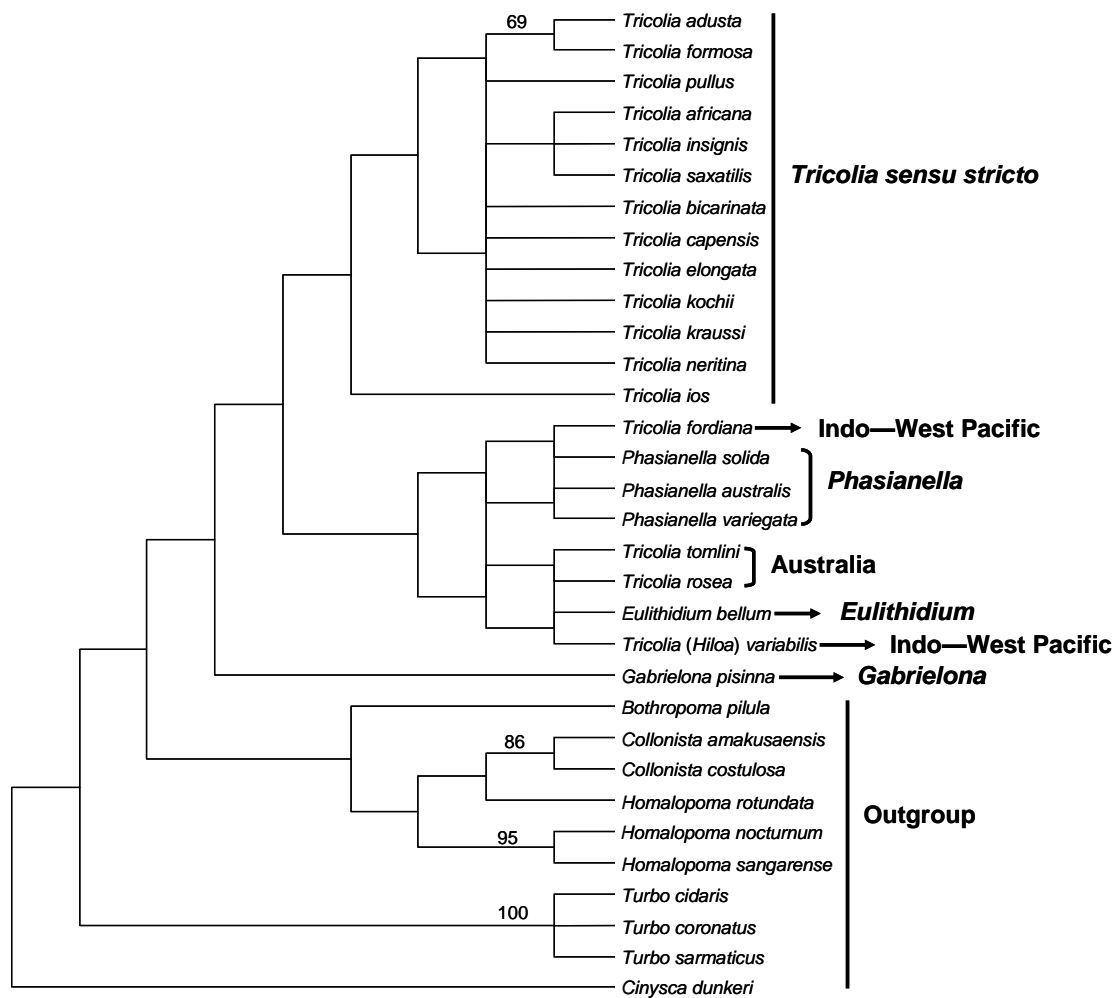 69
Tricolia adusta
Tricolia formosa
Tricolia pullus
Tricolia africana
Tricolia insignis
Tricolia saxatilis
Tricolia sensu stricto
Tricolia bicarinata
Tricolia capensis
Tricolia elongata
Tricolia kochii
Tricolia kraussi
Tricolia neritina
Tricolia ios
Tricolia fordiana
Indo—West Pacific
Phasianella solida
Phasianella
Phasianella australis
Phasianella variegata
Tricolia tomlini
Australia
Tricolia rosea
Eulithidium bellum
Eulithidium
Tricolia (Hiloa) variabilis
Indo—West Pacific
Gabrielona pisinna
Gabrielona
Bothropoma pilula
86
Collonista amakusaensis
Collonista costulosa
Homalopoma rotundata
Outgroup
95
Homalopoma nocturnum
Homalopoma sangarense
Turbo cidaris
100
Turbo coronatus
Turbo sarmaticus
Cinysca dunkeri